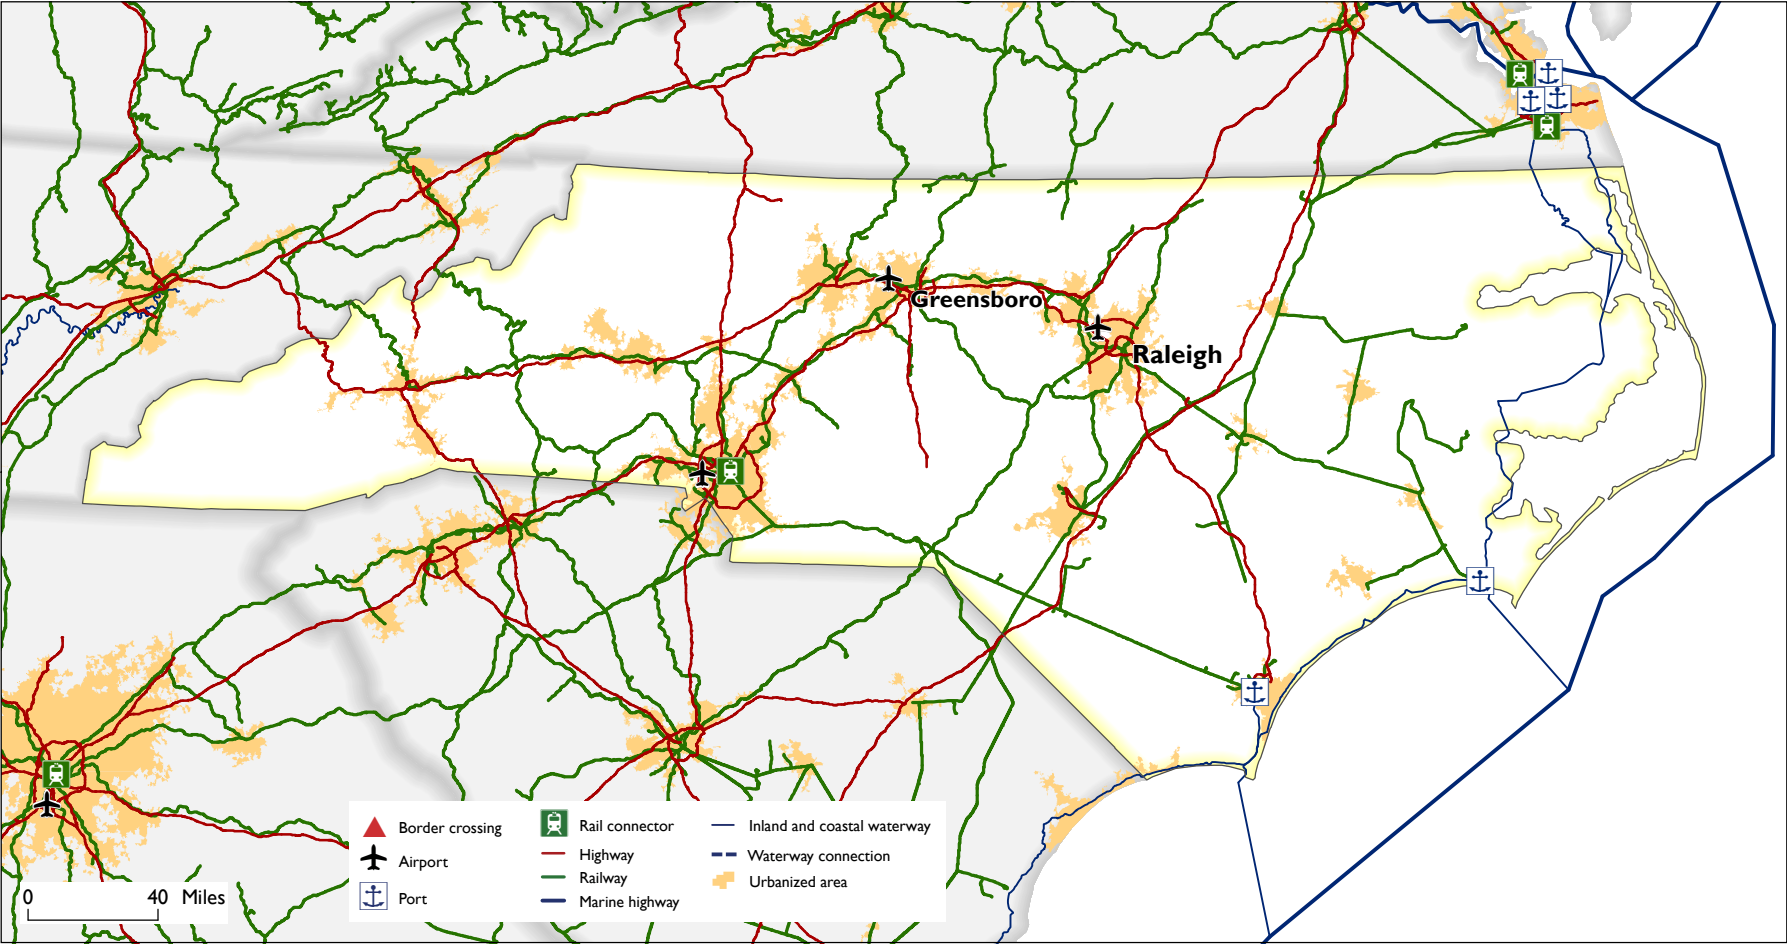 Greensboro
Raleigh
Border crossing
Airport
Port
Rail connector
Highway
Railway
Marine highway
Inland and coastal waterway
Waterway connection
Urbanized area
0 40 Miles